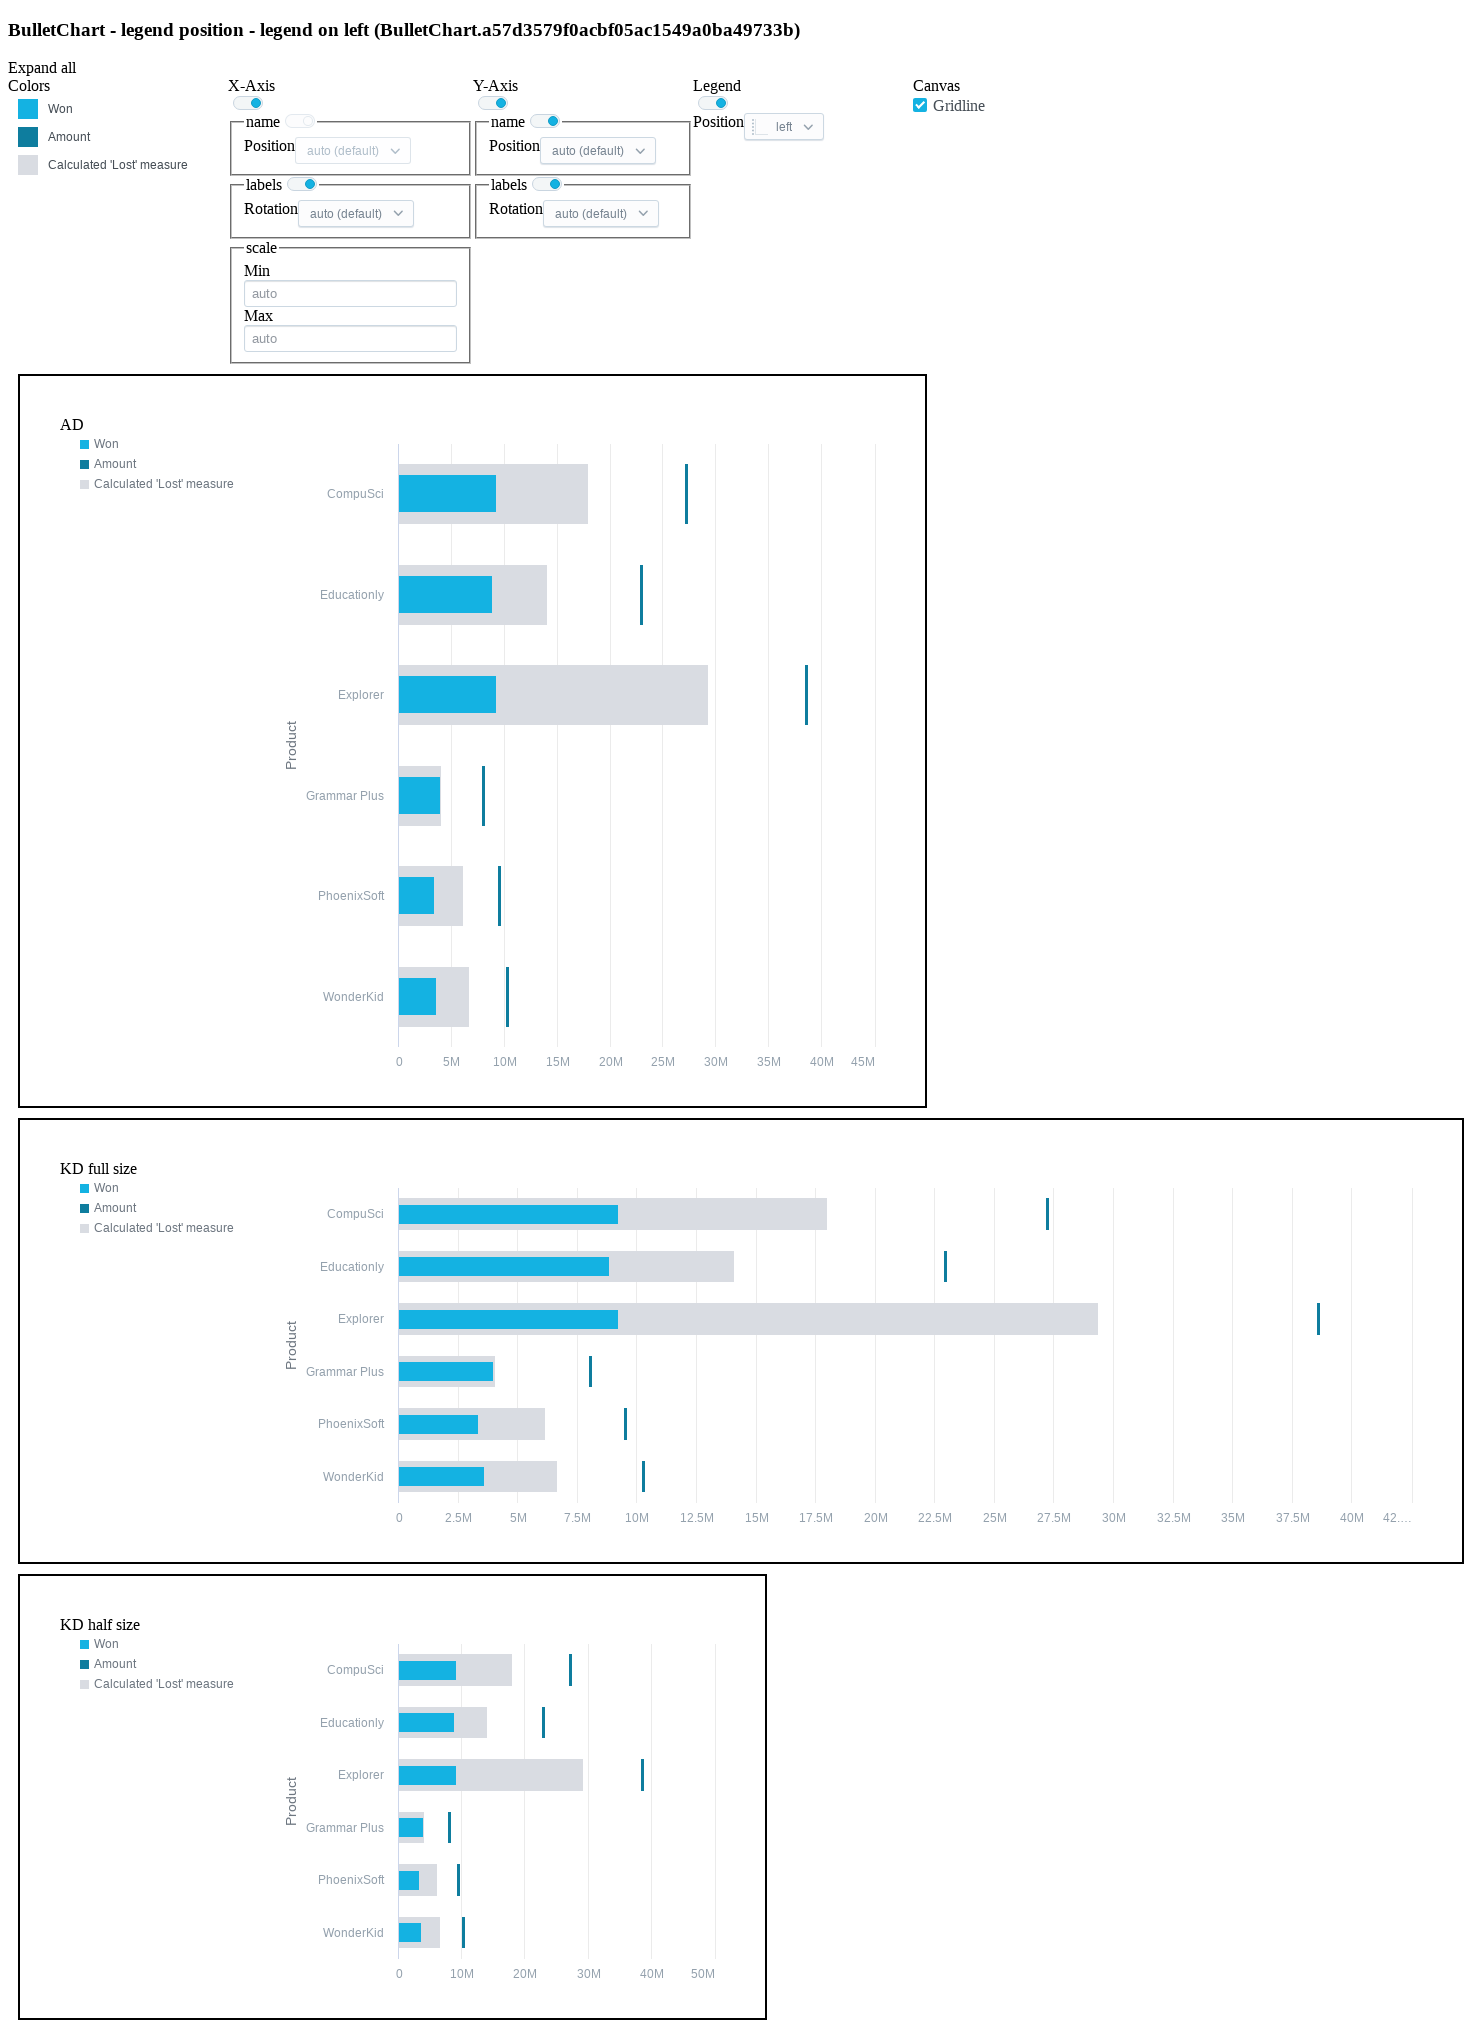 BulletChart - legend position - legend on left (BulletChart.a57d3579f0acbf05ac1549a0ba49733b)
Expand all
Colors
Won
Amount
Calculated 'Lost' measure
X-Axis
name
Position auto (default)
labels
Rotation auto (default)
scale
Min
auto
Max
auto
Y-Axis
name
Position auto (default)
labels
Rotation auto (default)
Legend
Position left
Canvas
Gridline
AD
Won
Amount
Calculated 'Lost' measure
Product
CompuSci
Educationly
Explorer
Grammar Plus
PhoenixSoft
WonderKid
0 5M 10M 15M 20M 25M 30M 35M 40M 45M
KD full size
Won
Amount
Calculated 'Lost' measure
Product
CompuSci
Educationly
Explorer
Grammar Plus
PhoenixSoft
WonderKid
0 2.5M 5M 7.5M 10M 12.5M 15M 17.5M 20M 22.5M 25M 27.5M 30M 32.5M 35M 37.5M 40M 42....
KD half size
Won
Amount
Calculated 'Lost' measure
Product
CompuSci
Educationly
Explorer
Grammar Plus
PhoenixSoft
WonderKid
0 10M 20M 30M 40M 50M